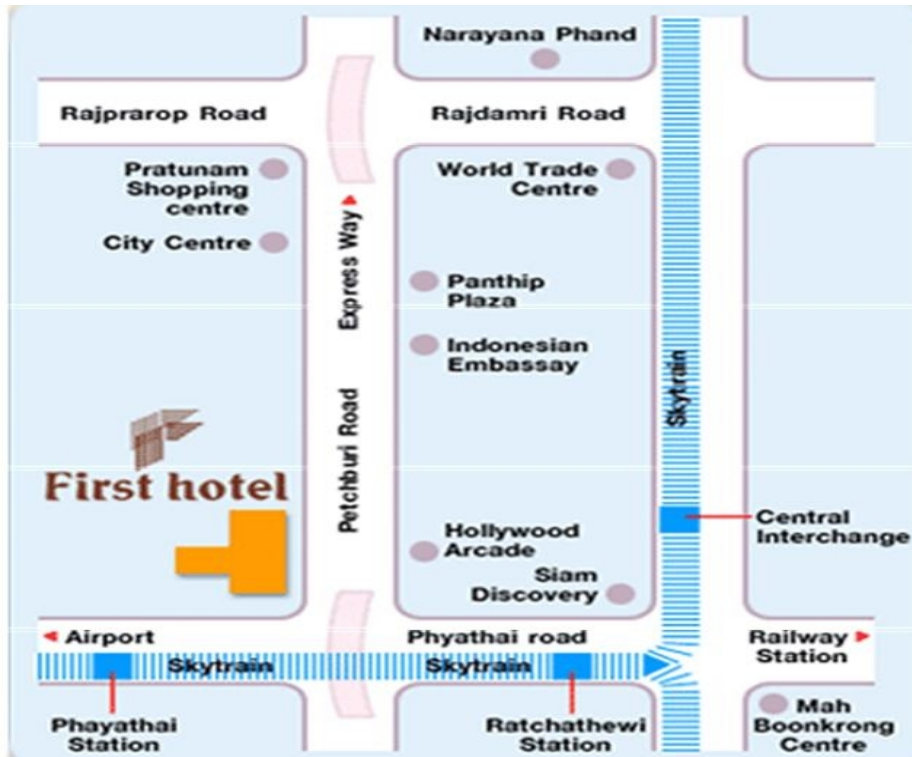 Narayana Phand
Rajprarop Road
Rajdamri Road
Pratunam
Shopping
centre
World Trade
Centre
City Centre
Express Way
Panthip
Plaza
Indonesian
Embassay
Skytrain
Petchburi Road
First hotel
Central
Interchange
Hollywood
Arcade
Siam
Discovery
Airport
Phyathai road
Railway
Station
Skytrain
Skytrain
Phayathai
Station
Ratchathewi
Station
Mah
Boonkrong
Centre